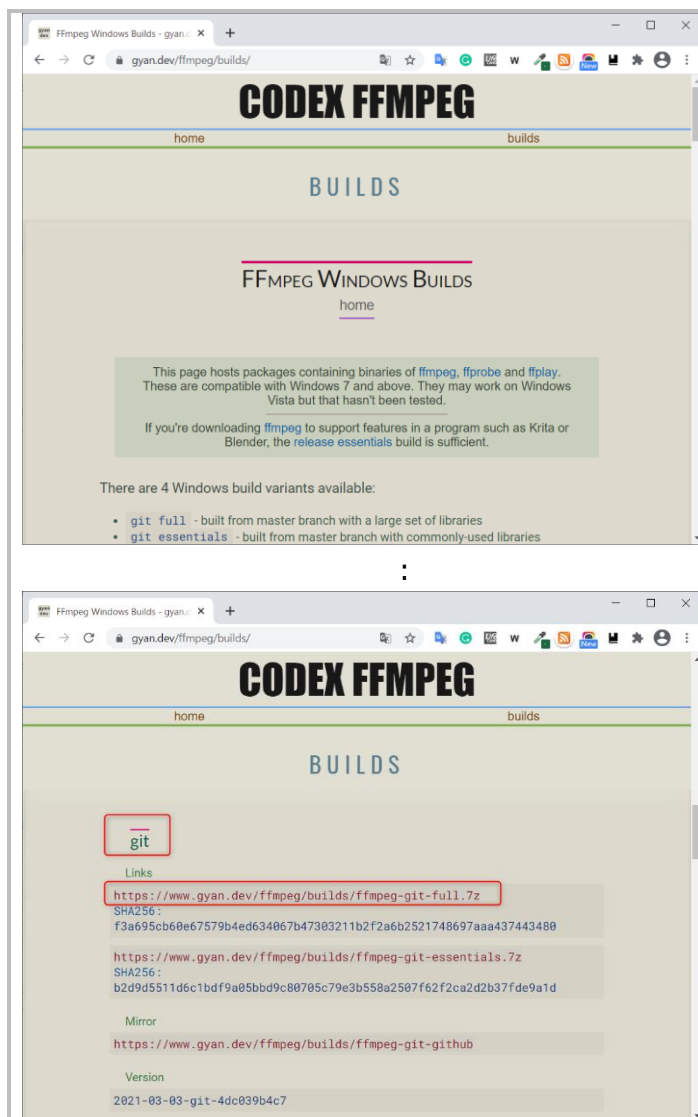 FFmpeg Windows Builds - gyan.d
gyan.dev/ffmpeg/builds/
New
CODEX FFMPEG
home builds
BUILDS
FFMPEG WINDOWS BUILDS
home
This page hosts packages containing binaries of ffmpeg, ffprobe and ffplay.
These are compatible with Windows 7 and above. They may work on Windows
Vista but that hasn't been tested.
If you're downloading ffmpeg to support features in a program such as Krita or
Blender, the release essentials build is sufficient.
There are 4 Windows build variants available:
• git full - built from master branch with a large set of libraries
• git essentials - built from master branch with commonly-used libraries
:
FFmpeg Windows Builds - gyan.d
gyan.dev/ffmpeg/builds/
New
CODEX FFMPEG
home builds
BUILDS
git
Links
https://www.gyan.dev/ffmpeg/builds/ffmpeg-git-full.7z
SHA256:
f3a695cb60e67579b4ed634067b47303211b2f2a6b2521748697aaa437443480
https://www.gyan.dev/ffmpeg/builds/ffmpeg-git-essentials.7z
SHA256:
b2d9d5511d6c1bdf9a05bbd9c80705c79e3b558a2507f62f2ca2d2b37fde9a1d
Mirror
https://www.gyan.dev/ffmpeg/builds/ffmpeg-git-github
Version
2021-03-03-git-4dc039b4c7